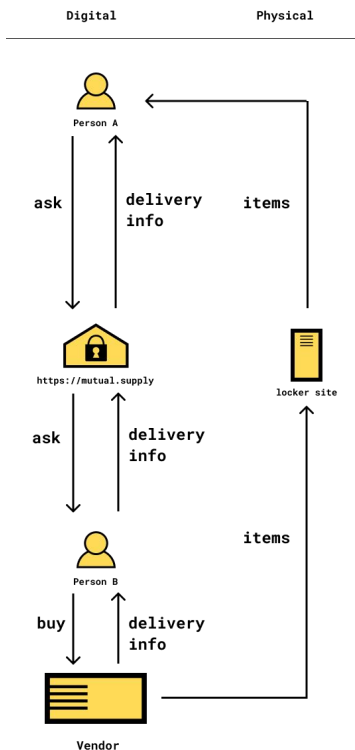 Digital
Physical
Person A
ask
delivery
info
items
https://mutual.supply
locker site
ask
delivery
info
items
Person B
buy
delivery
info
Vendor